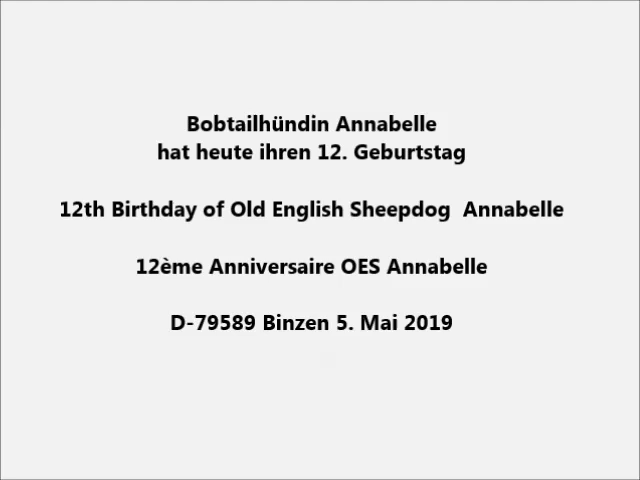 Bobtailhündin Annabelle
hat heute ihren 12. Geburtstag
12th Birthday of Old English Sheepdog  Annabelle
12ème Anniversaire OES Annabelle
D-79589 Binzen 5. Mai 2019